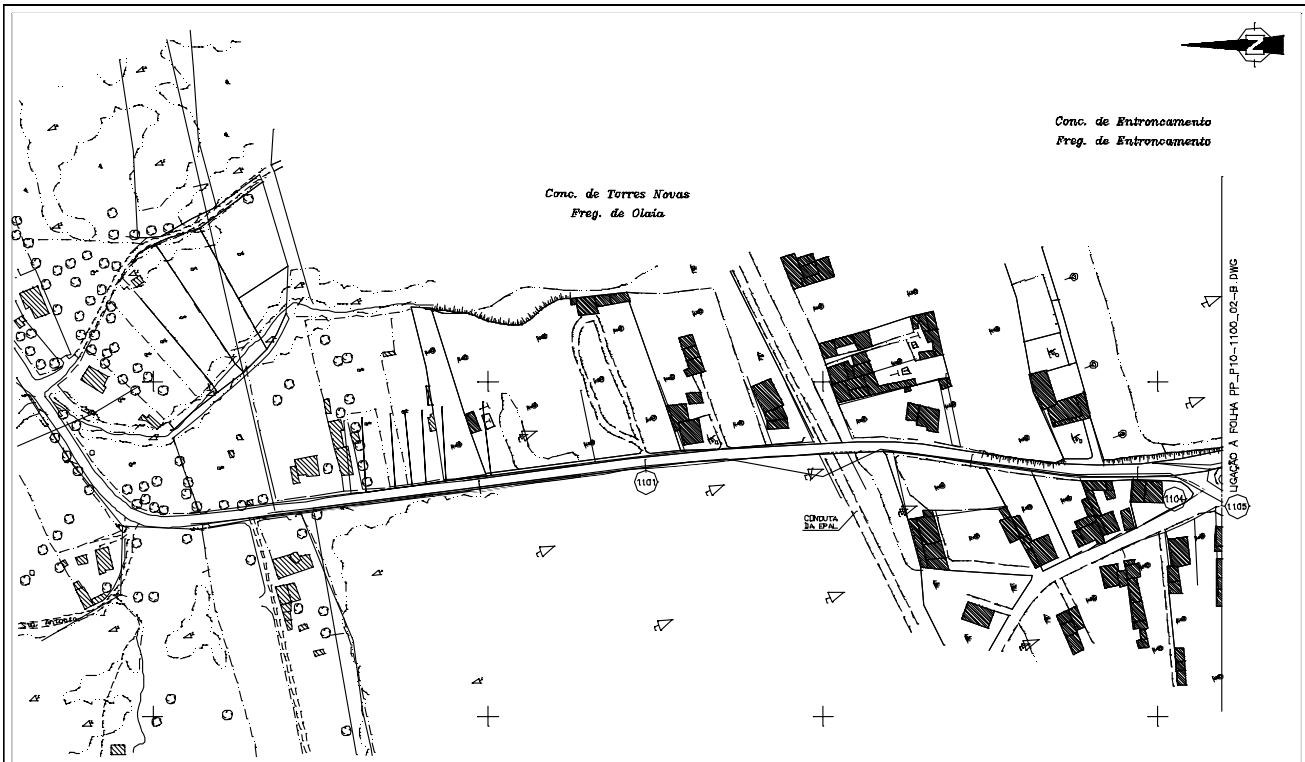 N
Conc. de Entroncamento
Freg. de Entroncamento
Conc. de Torres Novas
Freg. de Olaia
LIGAÇÃO A FOLHA PP_P10-1100_02-B.DWG
1101
1104
1105
CONDUTA
DA EPAL